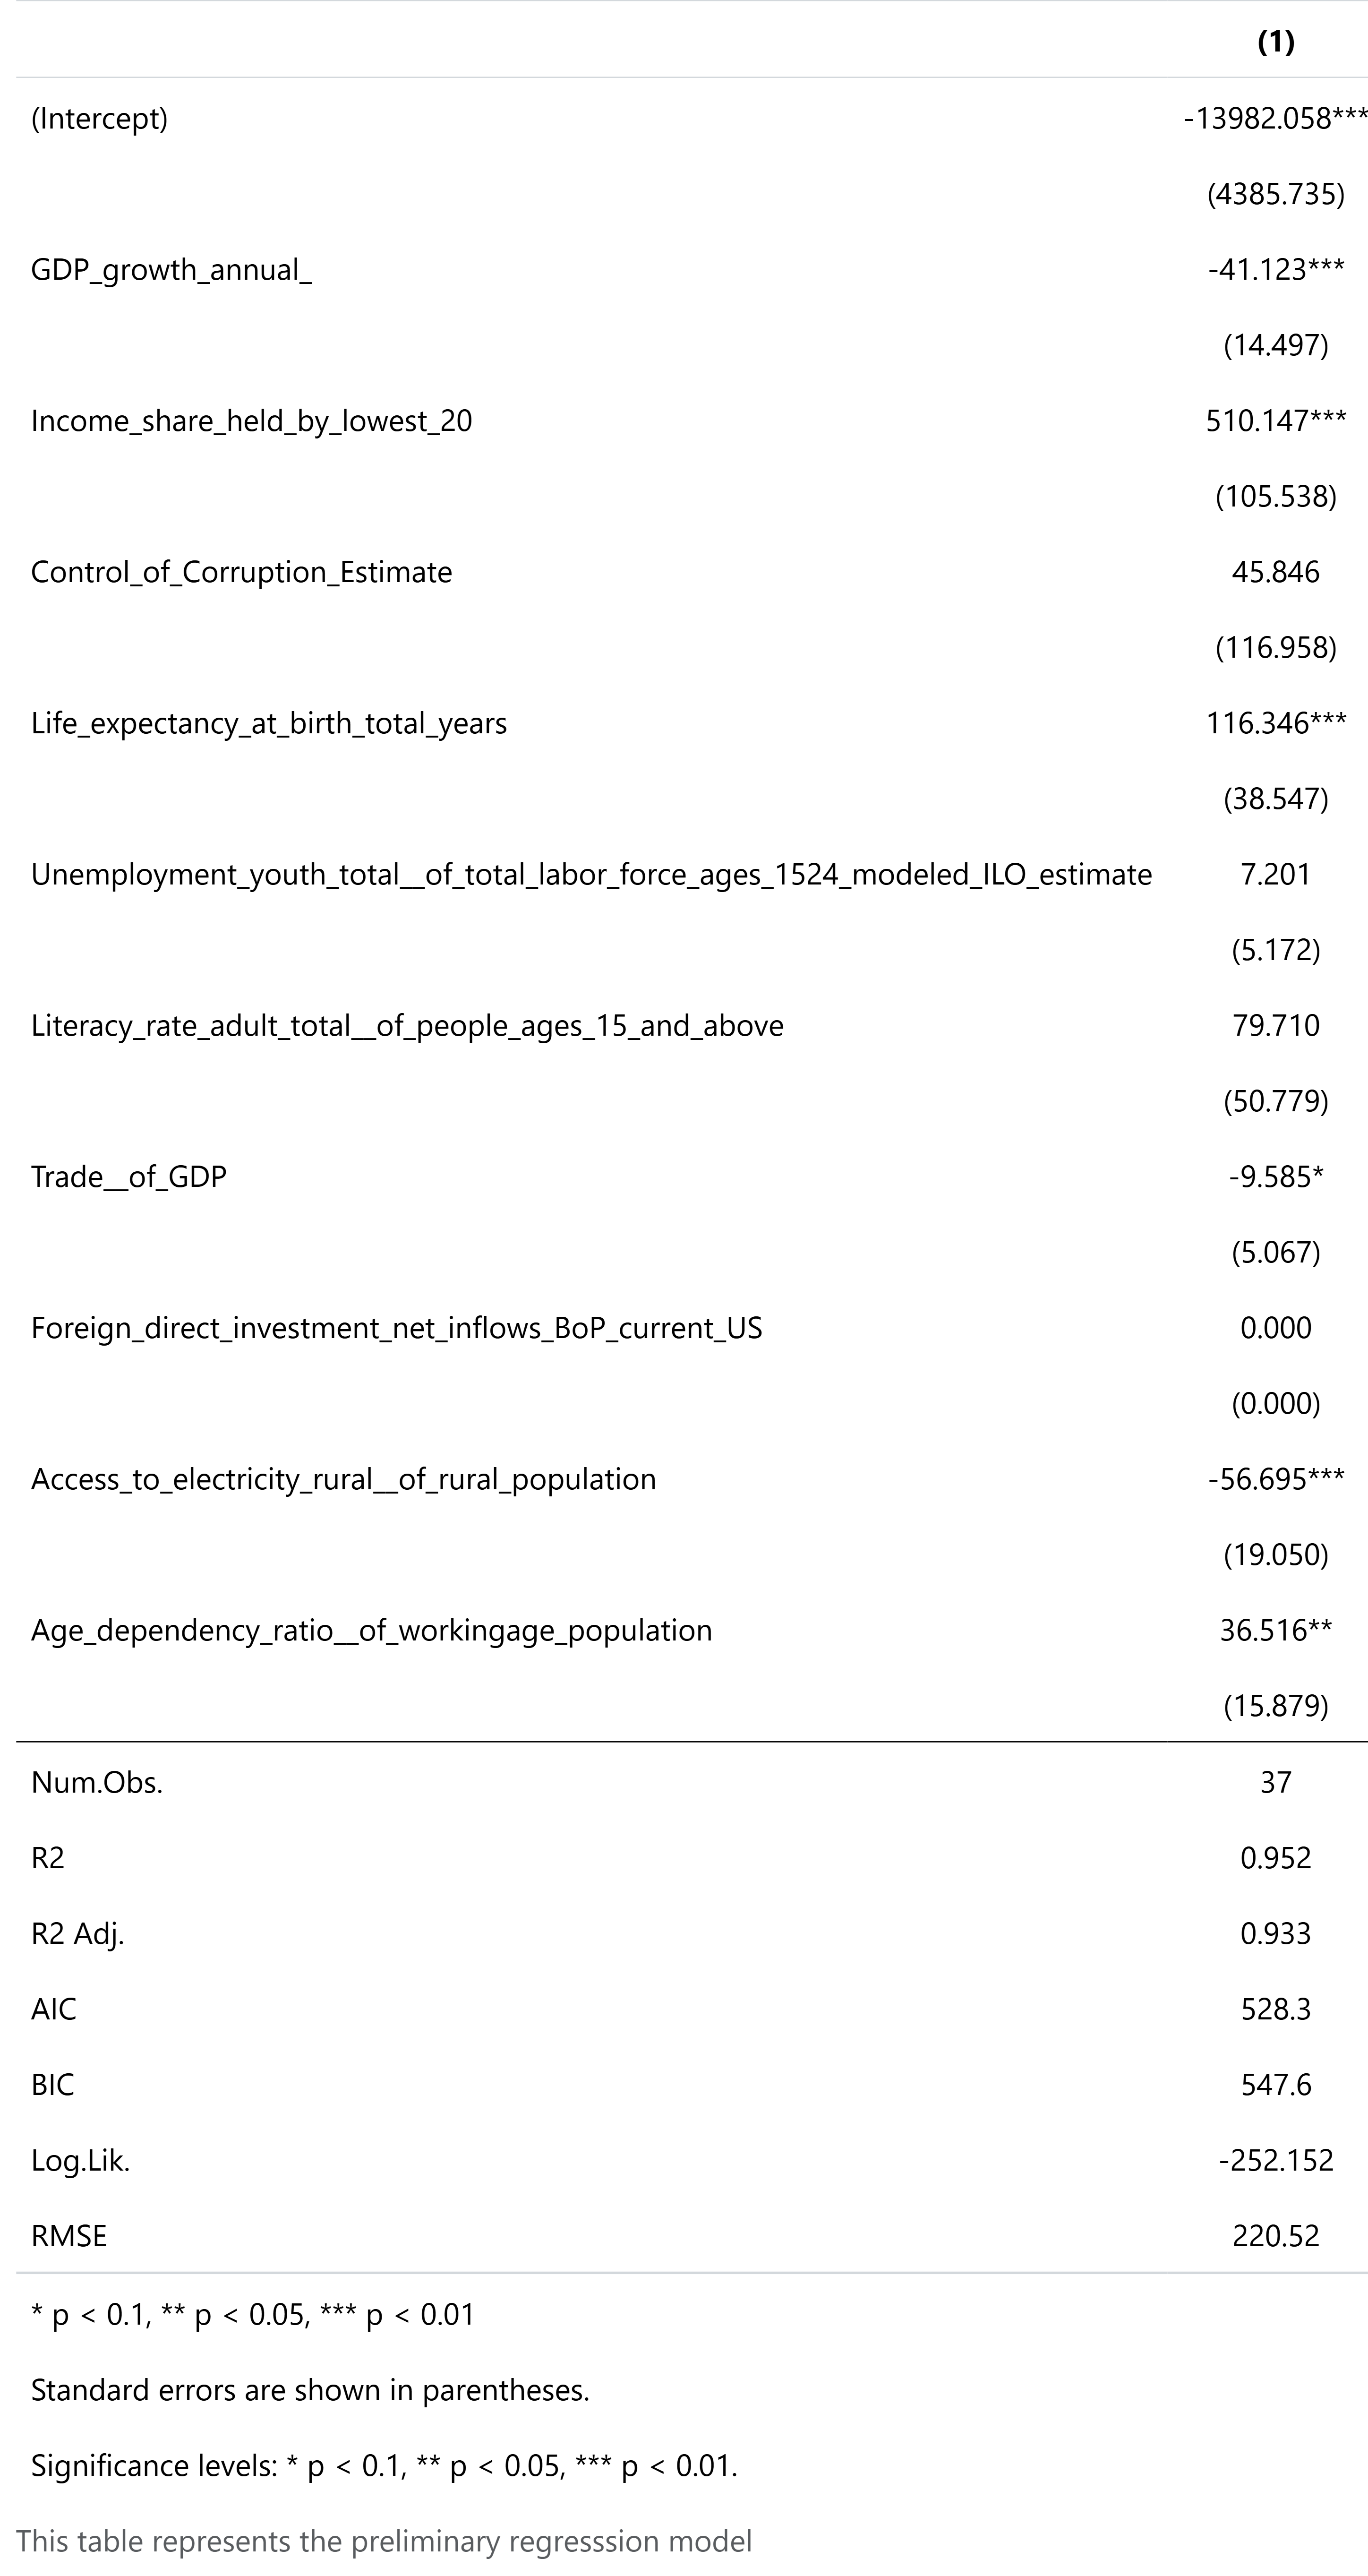 (1)
(Intercept) -13982.058***
(4385.735)
GDP_growth_annual_ -41.123***
(14.497)
Income_share_held_by_lowest_20 510.147***
(105.538)
Control_of_Corruption_Estimate 45.846
(116.958)
Life_expectancy_at_birth_total_years 116.346***
(38.547)
Unemployment_youth_total__of_total_labor_force_ages_1524_modeled_ILO_estimate 7.201
(5.172)
Literacy_rate_adult_total__of_people_ages_15_and_above 79.710
(50.779)
Trade__of_GDP -9.585*
(5.067)
Foreign_direct_investment_net_inflows_BoP_current_US 0.000
(0.000)
Access_to_electricity_rural__of_rural_population -56.695***
(19.050)
Age_dependency_ratio__of_workingage_population 36.516**
(15.879)
Num.Obs. 37
R2 0.952
R2 Adj. 0.933
AIC 528.3
BIC 547.6
Log.Lik. -252.152
RMSE 220.52
* p < 0.1, ** p < 0.05, *** p < 0.01
Standard errors are shown in parentheses.
Significance levels: * p < 0.1, ** p < 0.05, *** p < 0.01.
This table represents the preliminary regresssion model